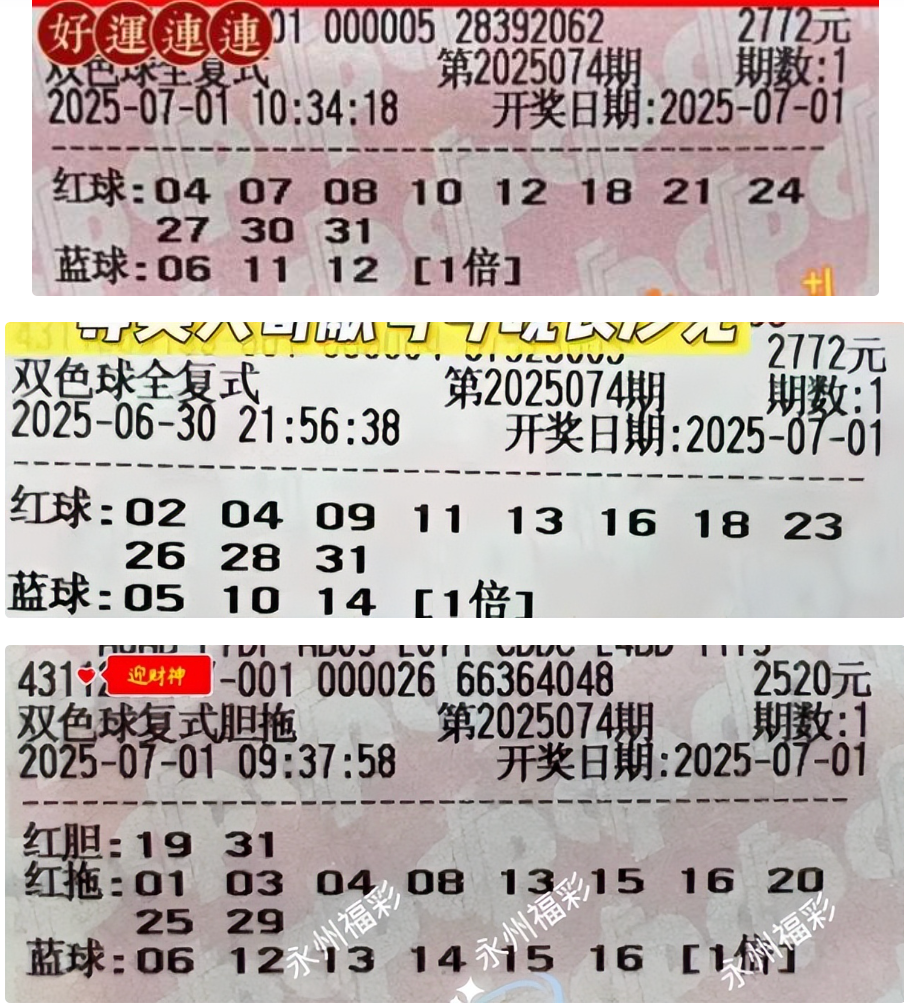 好運連連
01 000005 28392062 2772元
双色球全复式 第2025074期 期数:1
2025-07-01 10:34:18 开奖日期:2025-07-01
红球:04 07 08 10 12 18 21 24
27 30 31
蓝球:06 11 12 [1倍]
+1
2772元
双色球全复式 第2025074期 期数:1
2025-06-30 21:56:38 开奖日期:2025-07-01
红球:02 04 09 11 13 16 18 23
26 28 31
蓝球:05 10 14 [1倍]
43112 迎财神 -001 000026 66364048 2520元
双色球复式胆拖 第2025074期 期数:1
2025-07-01 09:37:58 开奖日期:2025-07-01
红胆:19 31
红拖:01 03 04 08 13 15 16 20
25 29
蓝球:06 12 13 14 15 16 [1倍]
永州福彩
永州福彩
永州福彩